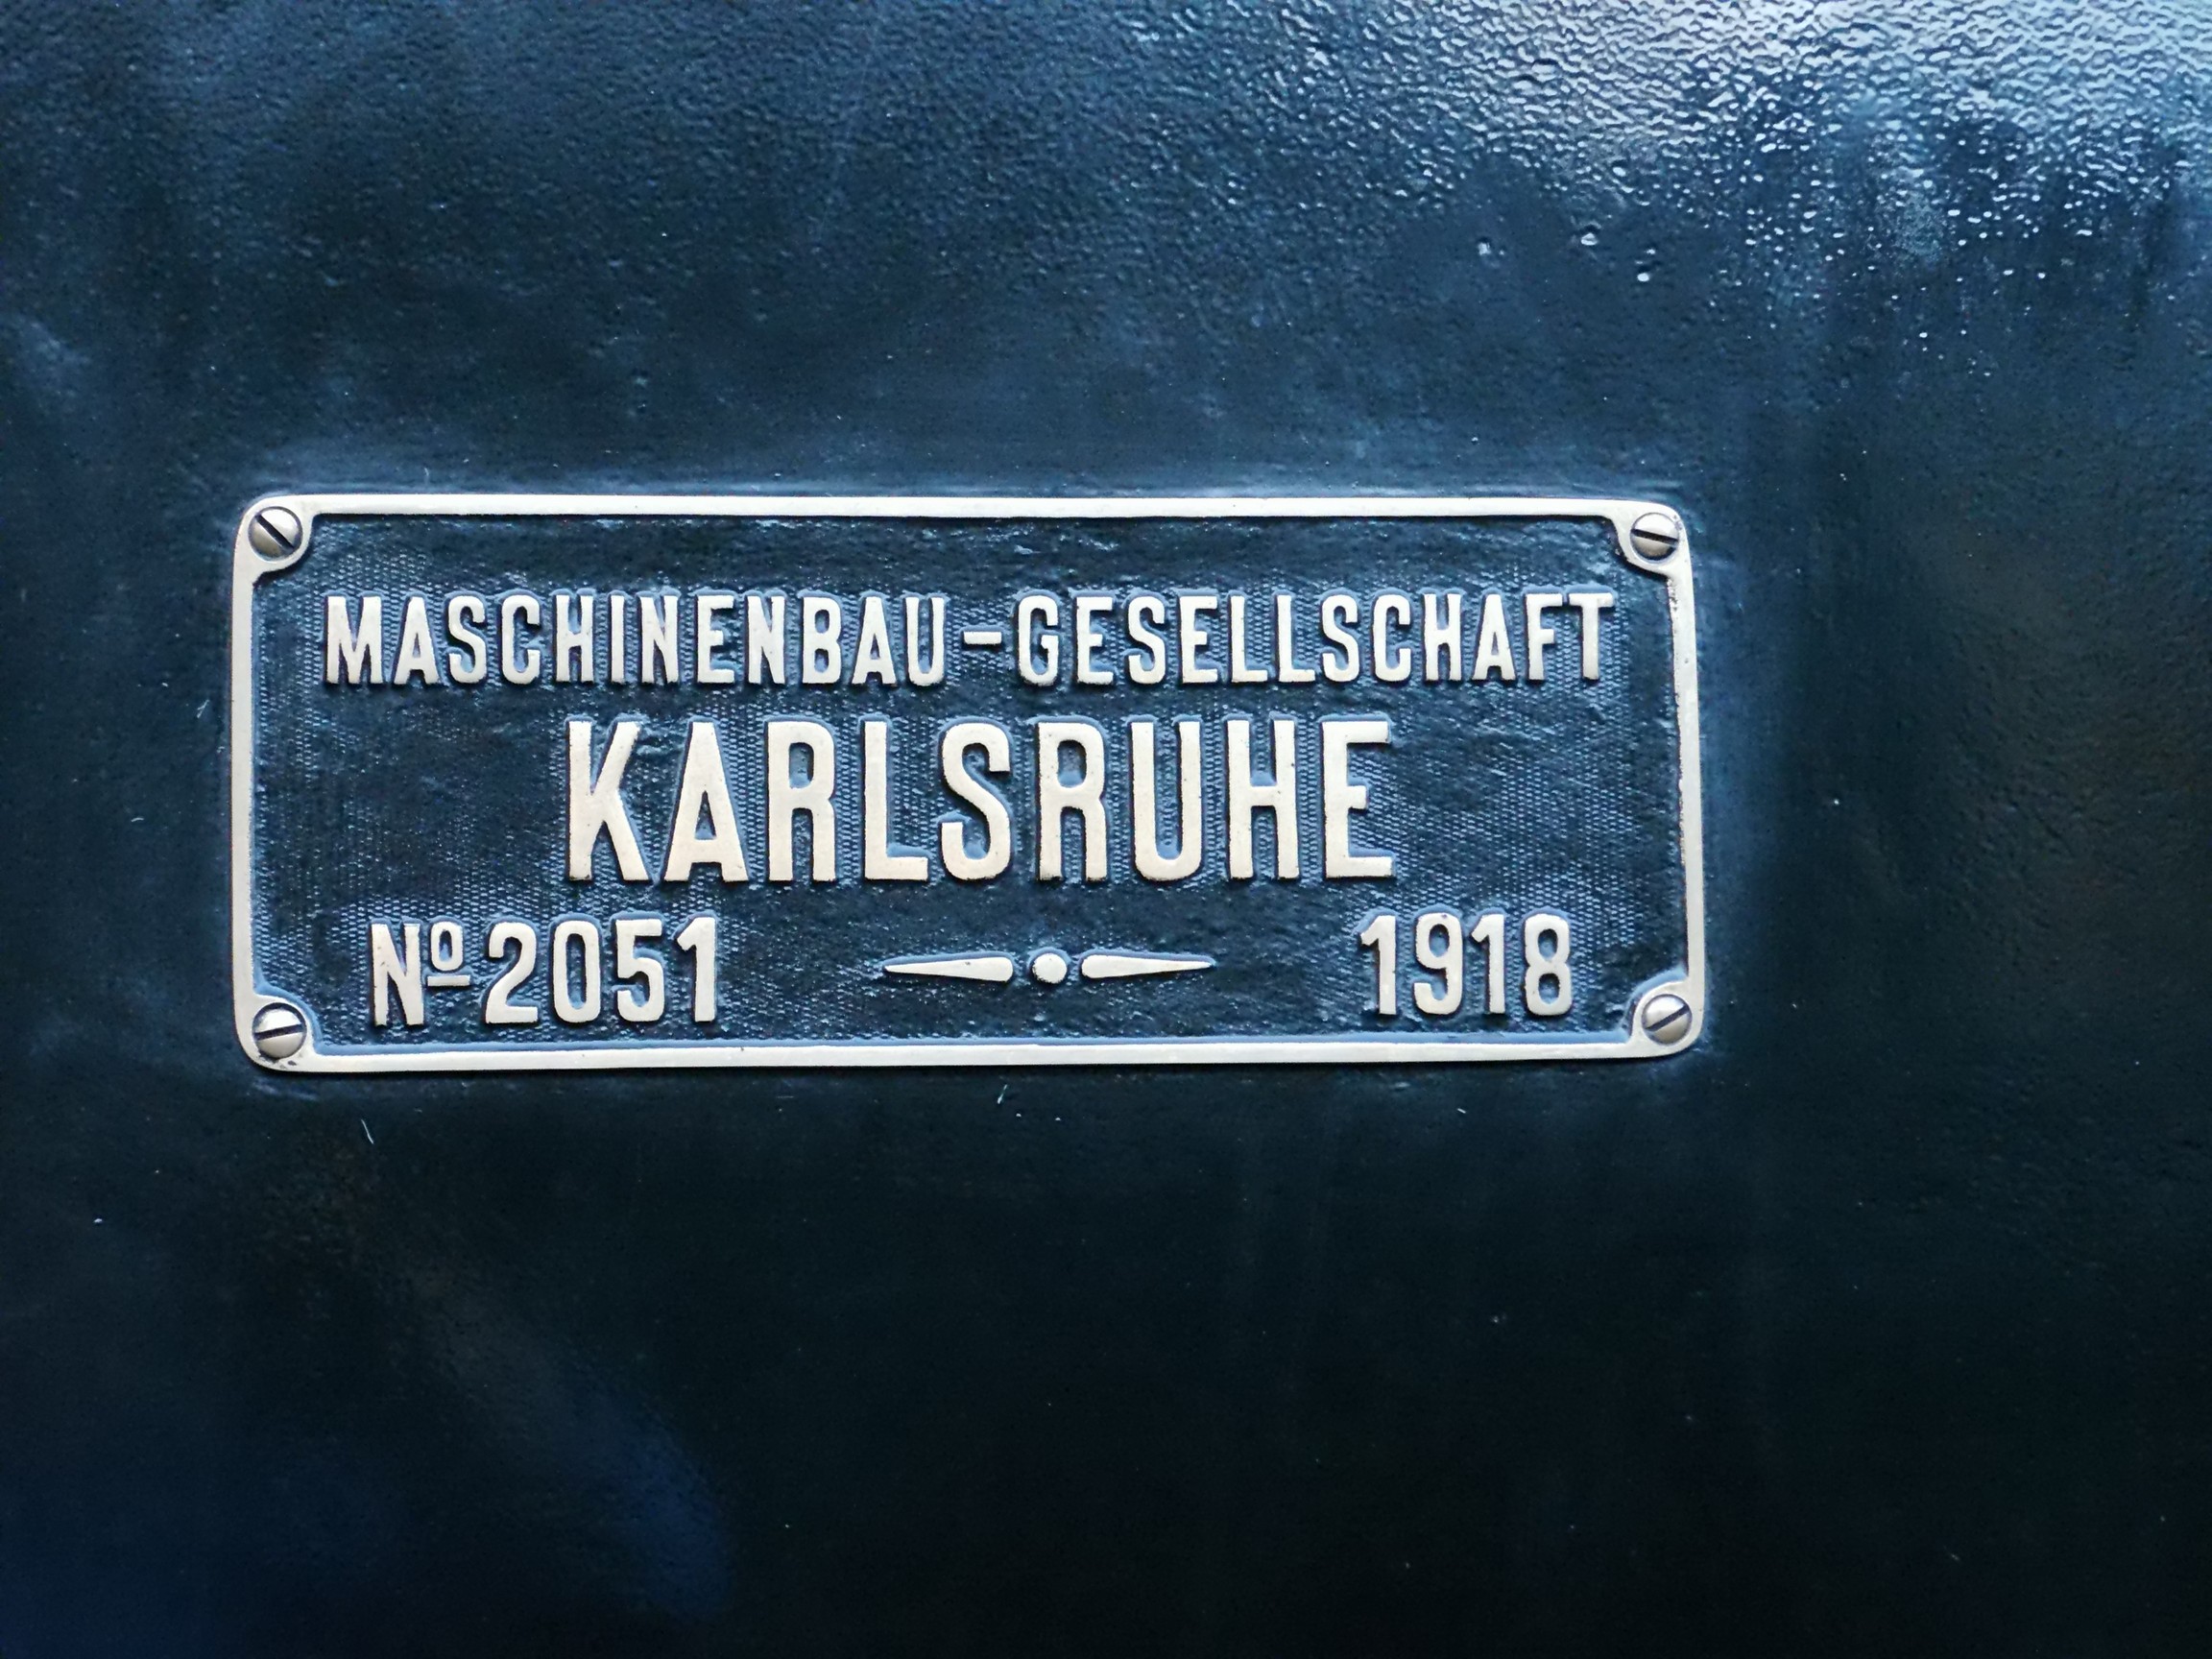 MASCHINENBAU-GESELLSCHAFT
KARLSRUHE
Nº 2051 1918